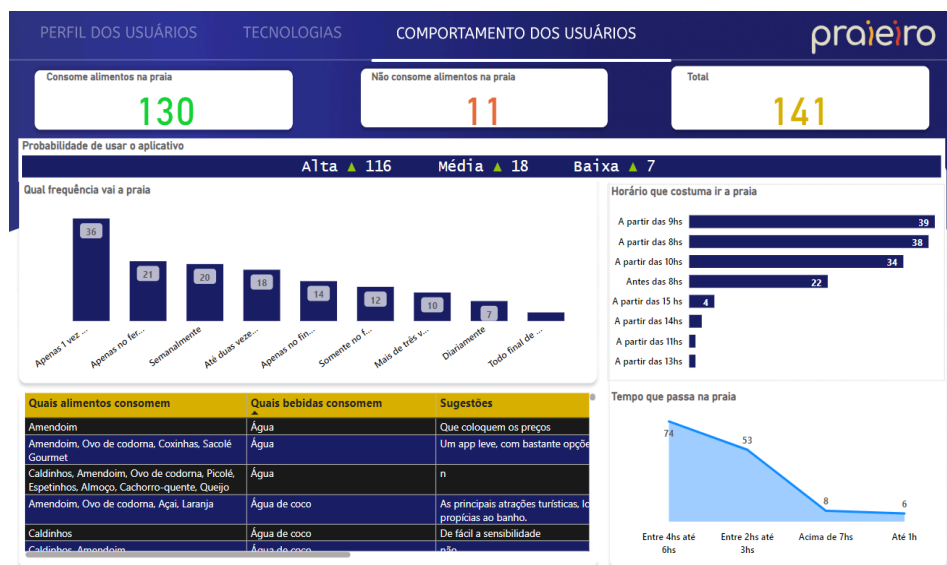 PERFIL DOS USUÁRIOS
TECNOLOGIAS
COMPORTAMENTO DOS USUÁRIOS
praieiro
Consome alimentos na praia
130
Não consome alimentos na praia
11
Total
141
Probabilidade de usar o aplicativo
Alta ▲ 116 Média ▲ 18 Baixa ▲ 7
Qual frequência vai a praia
36
21
20
18
14
12
10
7
Apenas 1 vez ...
Apenas no fer...
Semanalmente
Até duas veze...
Apenas no fin...
Somente no f...
Mais de três v...
Diariamente
Todo final de ...
Horário que costuma ir a praia
A partir das 9hs 39
A partir das 8hs 38
A partir das 10hs 34
Antes das 8hs 22
A partir das 15 hs 4
A partir das 14hs
A partir das 11hs
A partir das 13hs
Quais alimentos consomem Quais bebidas consomem Sugestões
Amendoim Água Que coloquem os preços
Amendoim, Ovo de codorna, Coxinhas, Sacolé Água Um app leve, com bastante opçõe
Gourmet
Caldinhos, Amendoim, Ovo de codorna, Picolé, Água n
Espetinhos, Almoço, Cachorro-quente, Queijo
Amendoim, Ovo de codorna, Açai, Laranja Água de coco As principais atrações turísticas, lo
propícias ao banho.
Caldinhos Água de coco De fácil a sensibilidade
Caldinhos, Amendoim Água de coco não
Tempo que passa na praia
74
53
8
6
Entre 4hs até
6hs
Entre 2hs até
3hs
Acima de 7hs
Até 1h